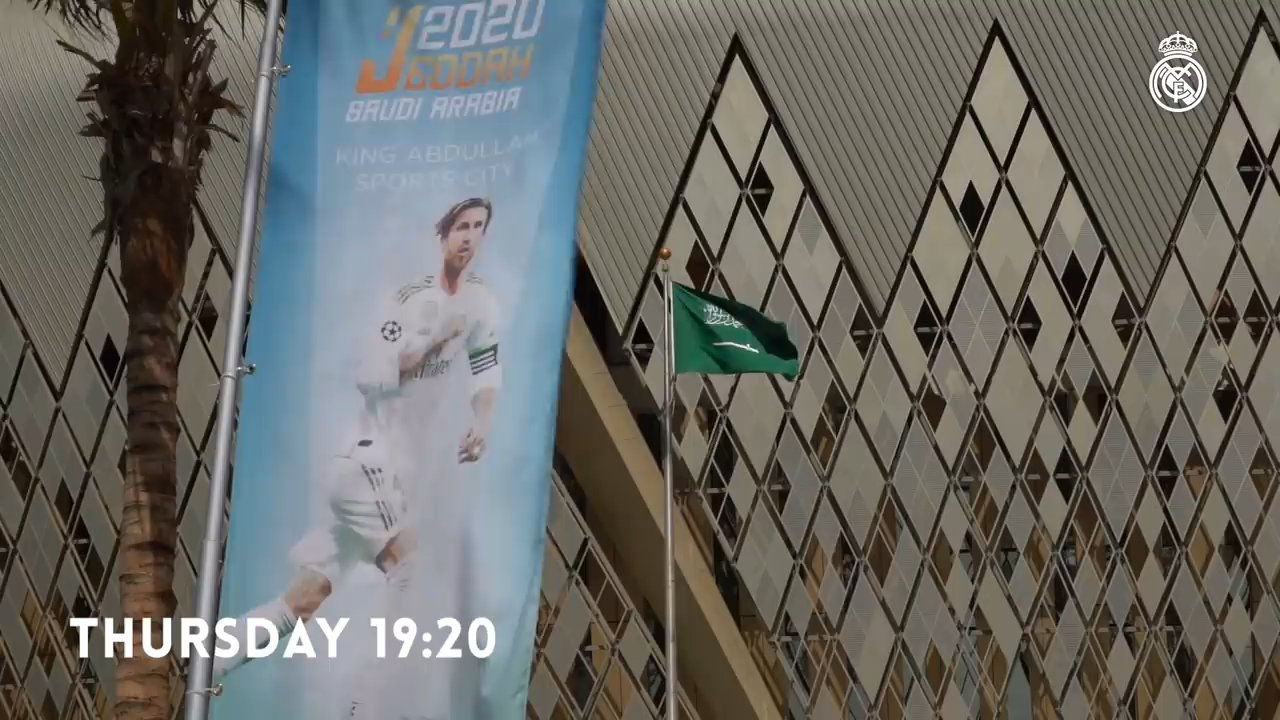 J2020
JEDDAH
SAUDI ARABIA
KING ABDULLAH
SPORTS CITY
THURSDAY 19:20